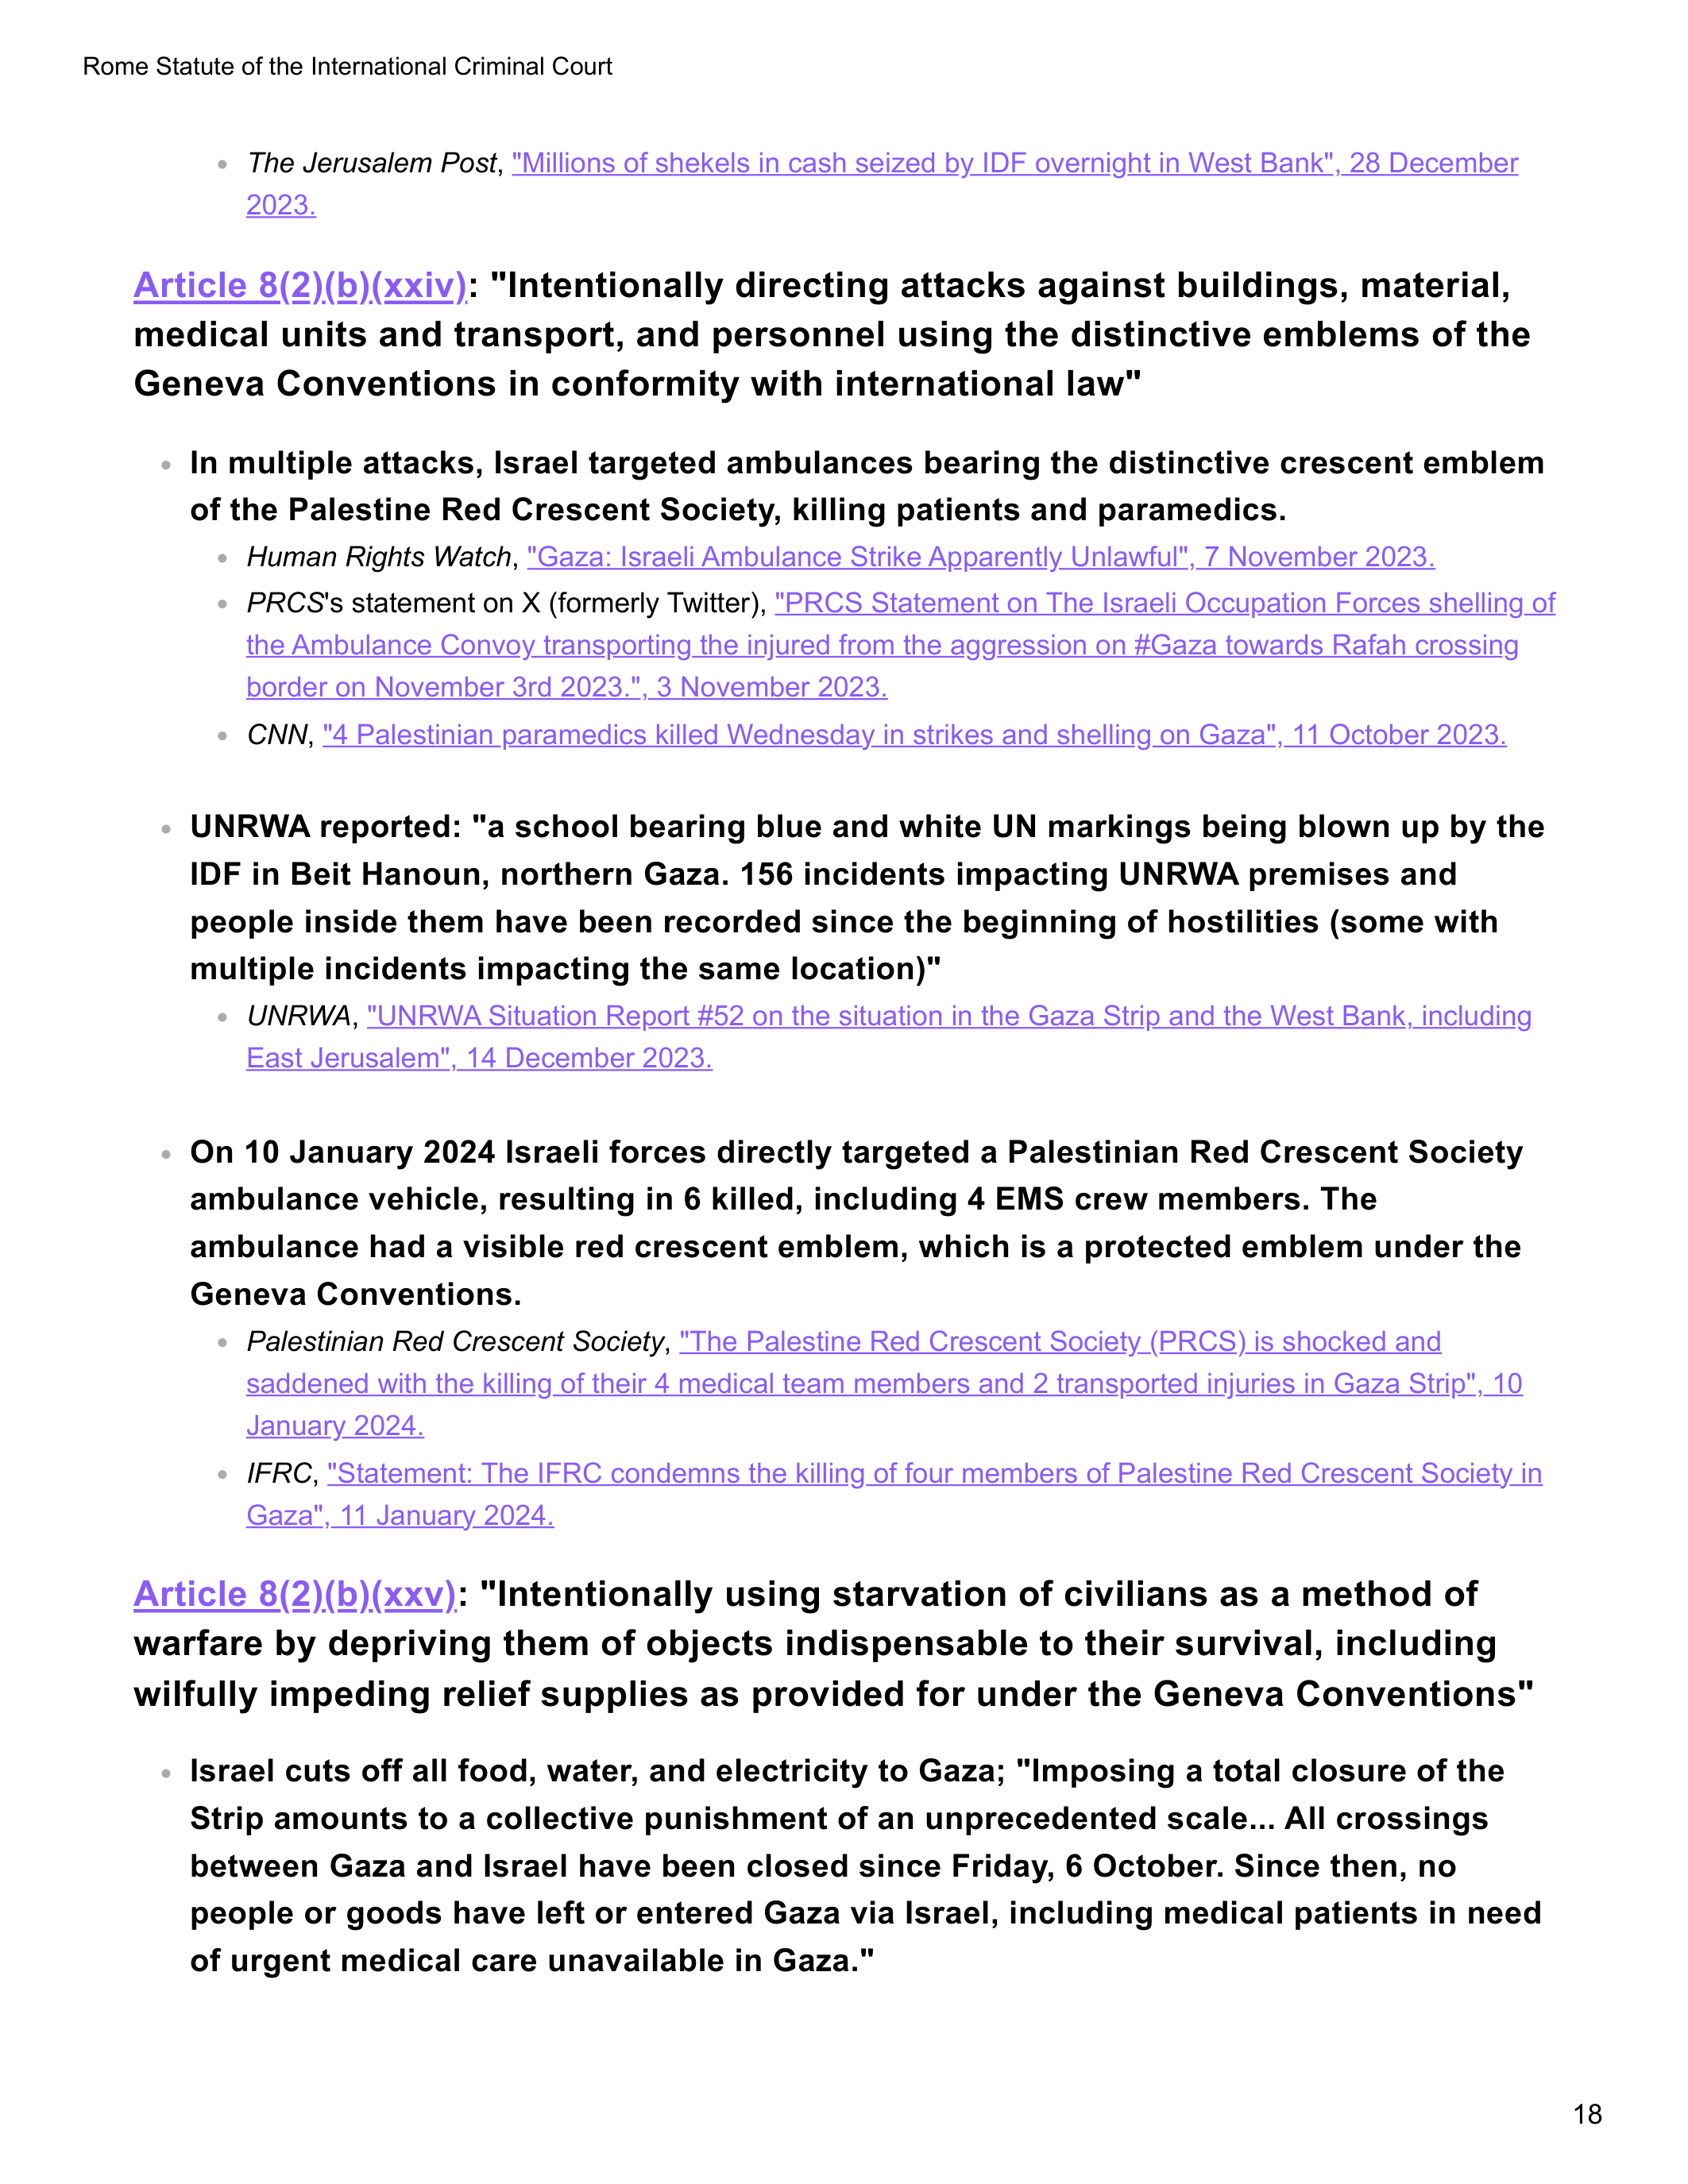 Rome Statute of the International Criminal Court
The Jerusalem Post, "Millions of shekels in cash seized by IDF overnight in West Bank", 28 December
2023.
Article 8(2)(b)(xxiv): "Intentionally directing attacks against buildings, material,
medical units and transport, and personnel using the distinctive emblems of the
Geneva Conventions in conformity with international law"
In multiple attacks, Israel targeted ambulances bearing the distinctive crescent emblem
of the Palestine Red Crescent Society, killing patients and paramedics.
Human Rights Watch, "Gaza: Israeli Ambulance Strike Apparently Unlawful", 7 November 2023.
PRCS's statement on X (formerly Twitter), "PRCS Statement on The Israeli Occupation Forces shelling of
the Ambulance Convoy transporting the injured from the aggression on #Gaza towards Rafah crossing
border on November 3rd 2023.", 3 November 2023.
CNN, "4 Palestinian paramedics killed Wednesday in strikes and shelling on Gaza", 11 October 2023.
UNRWA reported: "a school bearing blue and white UN markings being blown up by the
IDF in Beit Hanoun, northern Gaza. 156 incidents impacting UNRWA premises and
people inside them have been recorded since the beginning of hostilities (some with
multiple incidents impacting the same location)"
UNRWA, "UNRWA Situation Report #52 on the situation in the Gaza Strip and the West Bank, including
East Jerusalem", 14 December 2023.
On 10 January 2024 Israeli forces directly targeted a Palestinian Red Crescent Society
ambulance vehicle, resulting in 6 killed, including 4 EMS crew members. The
ambulance had a visible red crescent emblem, which is a protected emblem under the
Geneva Conventions.
Palestinian Red Crescent Society, "The Palestine Red Crescent Society (PRCS) is shocked and
saddened with the killing of their 4 medical team members and 2 transported injuries in Gaza Strip", 10
January 2024.
IFRC, "Statement: The IFRC condemns the killing of four members of Palestine Red Crescent Society in
Gaza", 11 January 2024.
Article 8(2)(b)(xxv): "Intentionally using starvation of civilians as a method of
warfare by depriving them of objects indispensable to their survival, including
wilfully impeding relief supplies as provided for under the Geneva Conventions"
Israel cuts off all food, water, and electricity to Gaza; "Imposing a total closure of the
Strip amounts to a collective punishment of an unprecedented scale... All crossings
between Gaza and Israel have been closed since Friday, 6 October. Since then, no
people or goods have left or entered Gaza via Israel, including medical patients in need
of urgent medical care unavailable in Gaza."
18